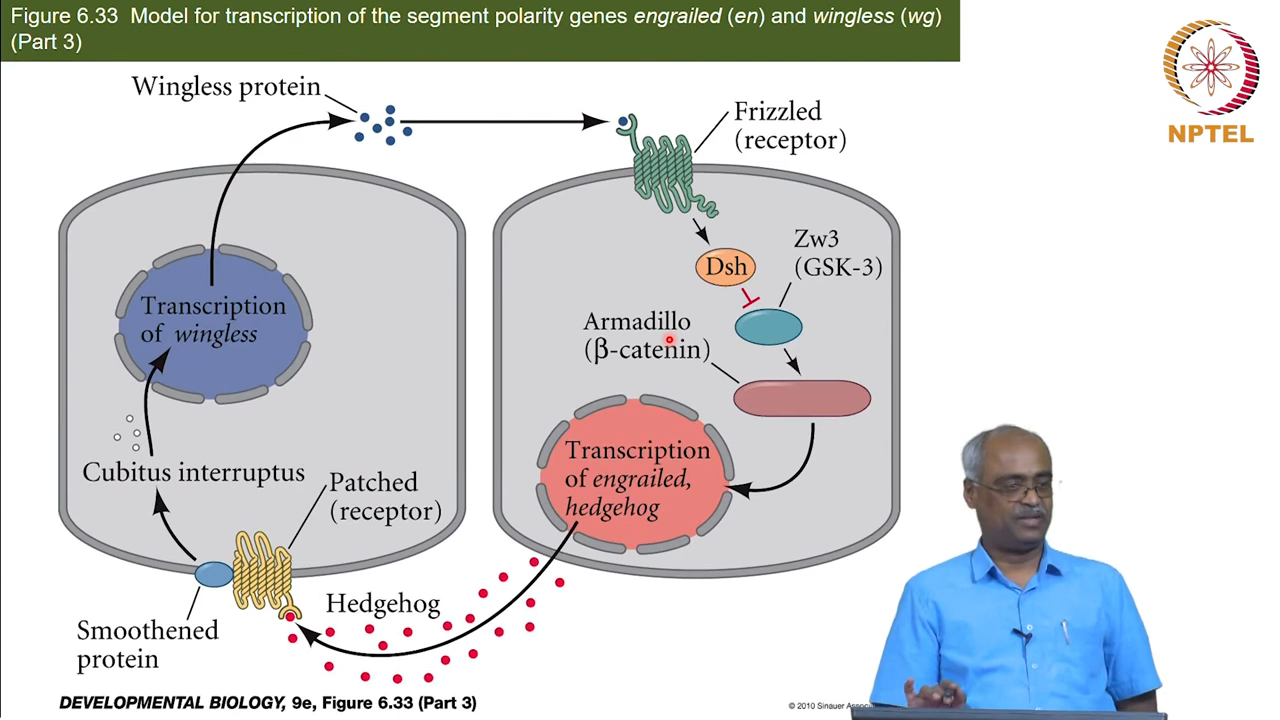 Figure 6.33 Model for transcription of the segment polarity genes engrailed (en) and wingless (wg)
(Part 3)
NPTEL
Wingless protein
Frizzled
(receptor)
Zw3
(GSK-3)
Dsh
Armadillo
(β-catenin)
Transcription
of wingless
Cubitus interruptus
Patched
(receptor)
Transcription
of engrailed,
hedgehog
Hedgehog
Smoothened
protein
DEVELOPMENTAL BIOLOGY, 9e, Figure 6.33 (Part 3)
© 2010 Sinauer